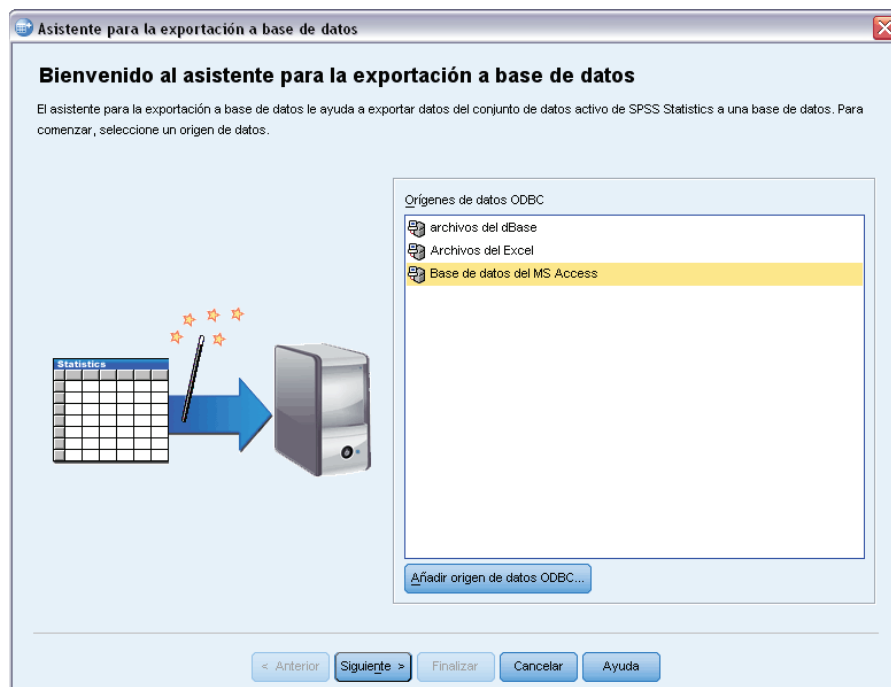 Asistente para la exportación a base de datos
Bienvenido al asistente para la exportación a base de datos
El asistente para la exportación a base de datos le ayuda a exportar datos del conjunto de datos activo de SPSS Statistics a una base de datos. Para
comenzar, seleccione un origen de datos.
Orígenes de datos ODBC
archivos del dBase
Archivos del Excel
Base de datos del MS Access
Statistics
Añadir origen de datos ODBC...
< Anterior Siguiente > Finalizar Cancelar Ayuda